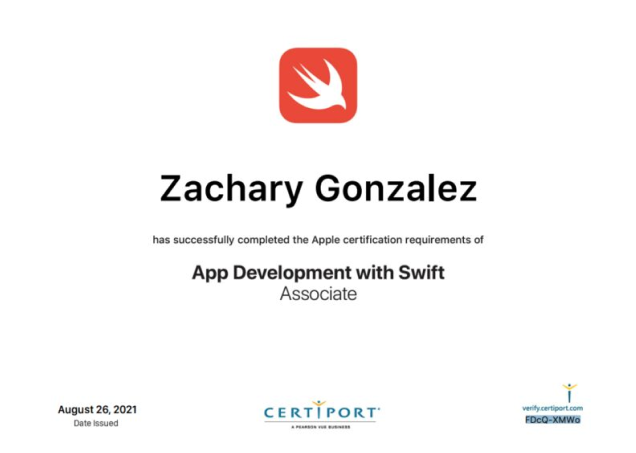 Zachary Gonzalez
has successfully completed the Apple certification requirements of
App Development with Swift
Associate
August 26, 2021
Date Issued
CERTIPORT
A PEARSON VUE BUSINESS
verify.certiport.com
FDcQ-XMWo